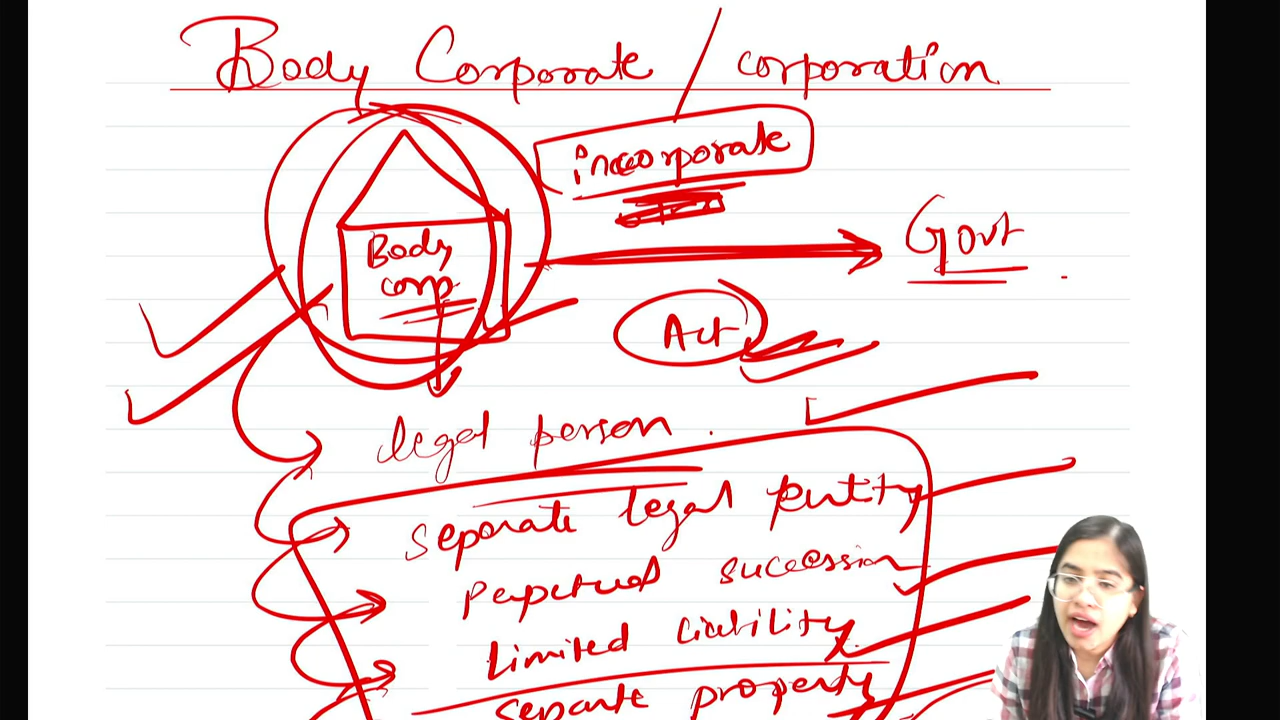 Body Corporate / corporation
incorporate
Body
corp.
Govt
Act
legal person.
separate legal entity
perpetual succession
limited liability
separate property